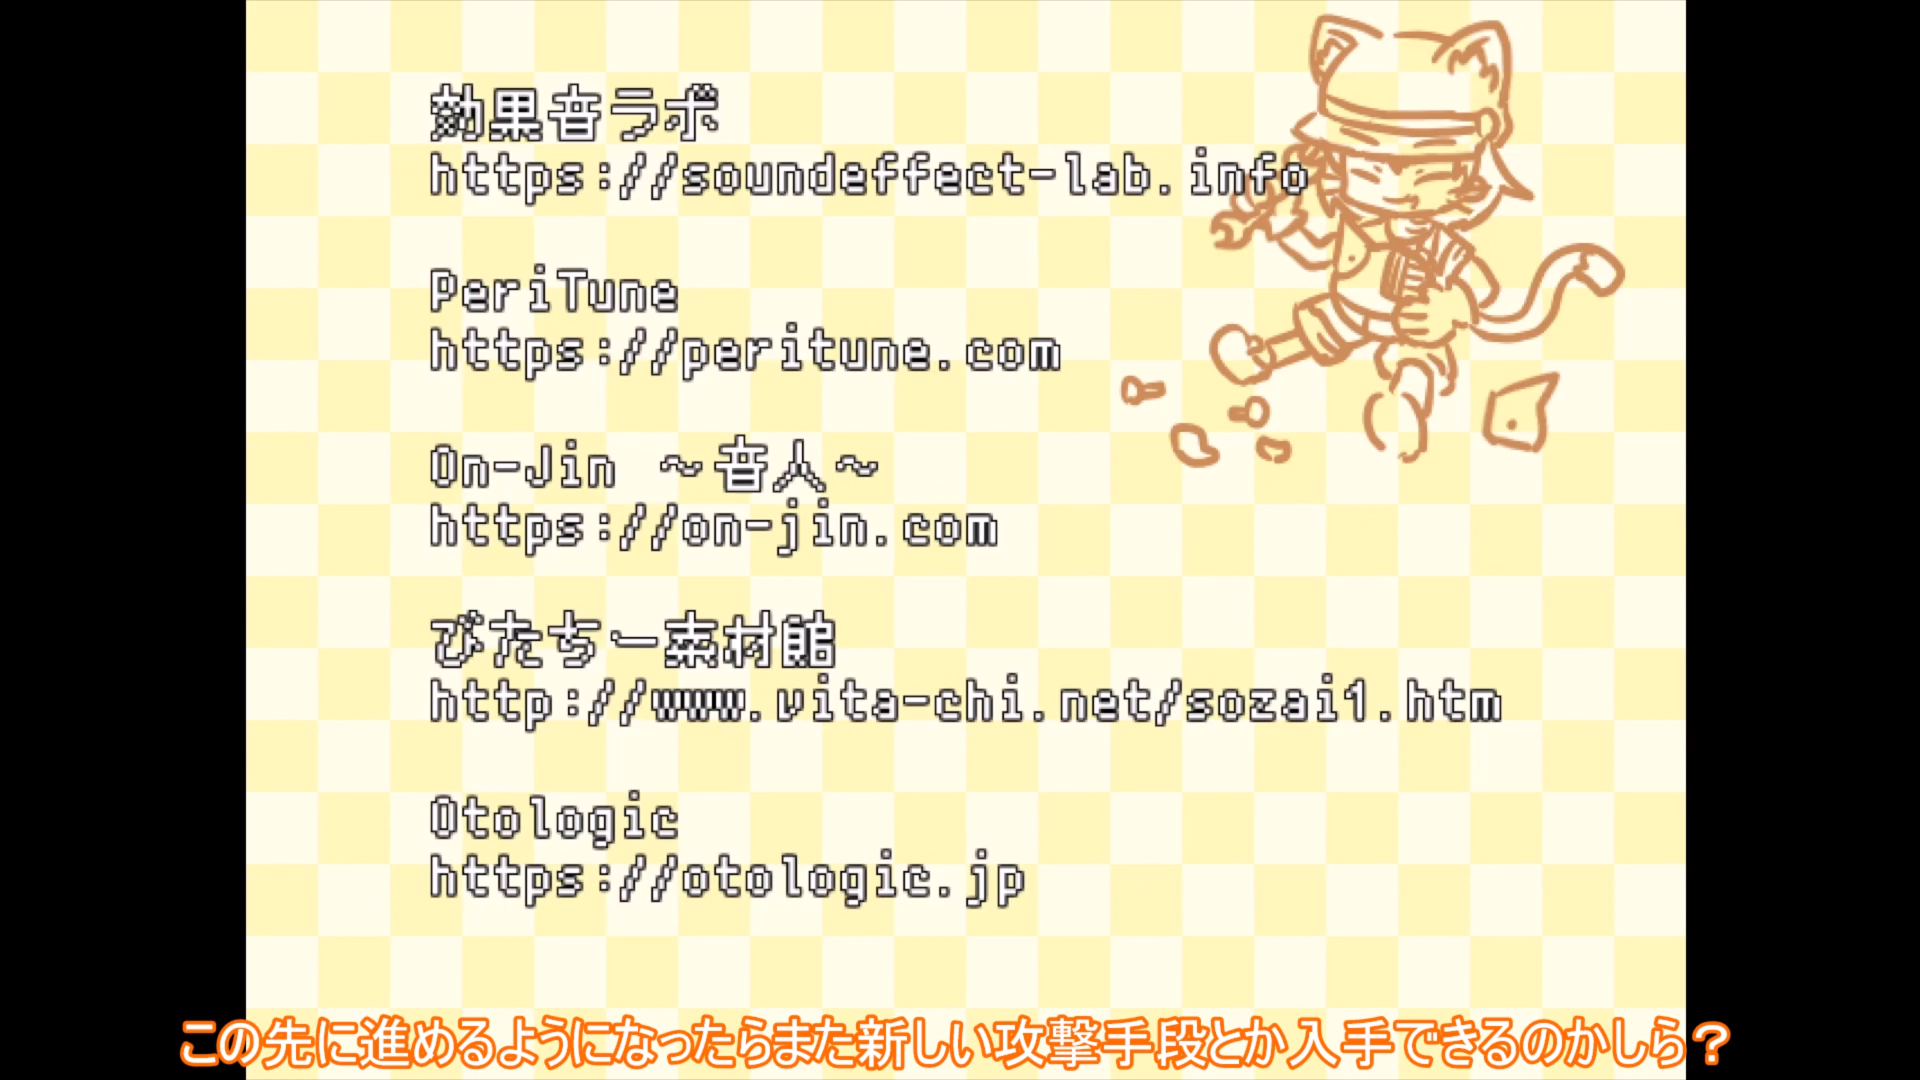 効果音ラボ
https://soundeffect-lab.info
PeriTune
https://peritune.com
On-Jin ～音人～
https://on-jin.com
びたちー素材館
http://www.vita-chi.net/sozai1.htm
Otologic
https://otologic.jp
この先に進めるようになったらまた新しい攻撃手段とか入手できるのかしら？